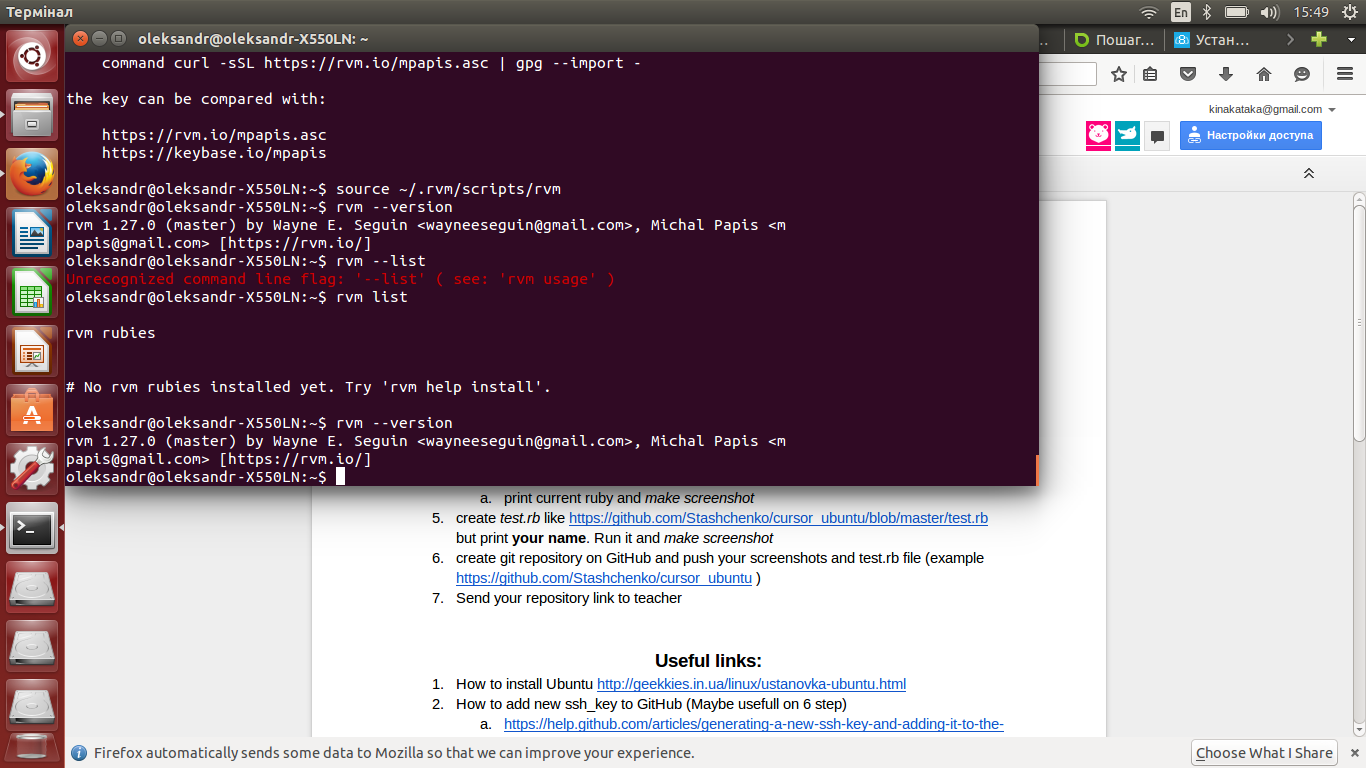 Термінал
En
15:49
oleksandr@oleksandr-X550LN: ~
command curl -sSL https://rvm.io/mpapis.asc | gpg --import -
the key can be compared with:
https://rvm.io/mpapis.asc
https://keybase.io/mpapis
oleksandr@oleksandr-X550LN:~$ source ~/.rvm/scripts/rvm
oleksandr@oleksandr-X550LN:~$ rvm --version
rvm 1.27.0 (master) by Wayne E. Seguin <wayneeseguin@gmail.com>, Michal Papis <m
papis@gmail.com> [https://rvm.io/]
oleksandr@oleksandr-X550LN:~$ rvm --list
Unrecognized command line flag: '--list' ( see: 'rvm usage' )
oleksandr@oleksandr-X550LN:~$ rvm list
rvm rubies
# No rvm rubies installed yet. Try 'rvm help install'.
oleksandr@oleksandr-X550LN:~$ rvm --version
rvm 1.27.0 (master) by Wayne E. Seguin <wayneeseguin@gmail.com>, Michal Papis <m
papis@gmail.com> [https://rvm.io/]
oleksandr@oleksandr-X550LN:~$
... Пошаг... Устан...
kinakataka@gmail.com
Настройки доступа
a. print current ruby and make screenshot
5. create test.rb like https://github.com/Stashchenko/cursor_ubuntu/blob/master/test.rb
but print your name. Run it and make screenshot
6. create git repository on GitHub and push your screenshots and test.rb file (example
https://github.com/Stashchenko/cursor_ubuntu )
7. Send your repository link to teacher
Useful links:
1. How to install Ubuntu http://geekkies.in.ua/linux/ustanovka-ubuntu.html
2. How to add new ssh_key to GitHub (Maybe usefull on 6 step)
a. https://help.github.com/articles/generating-a-new-ssh-key-and-adding-it-to-the-
Firefox automatically sends some data to Mozilla so that we can improve your experience.
Choose What I Share